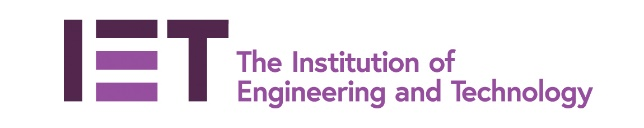 IET
The Institution of
Engineering and Technology